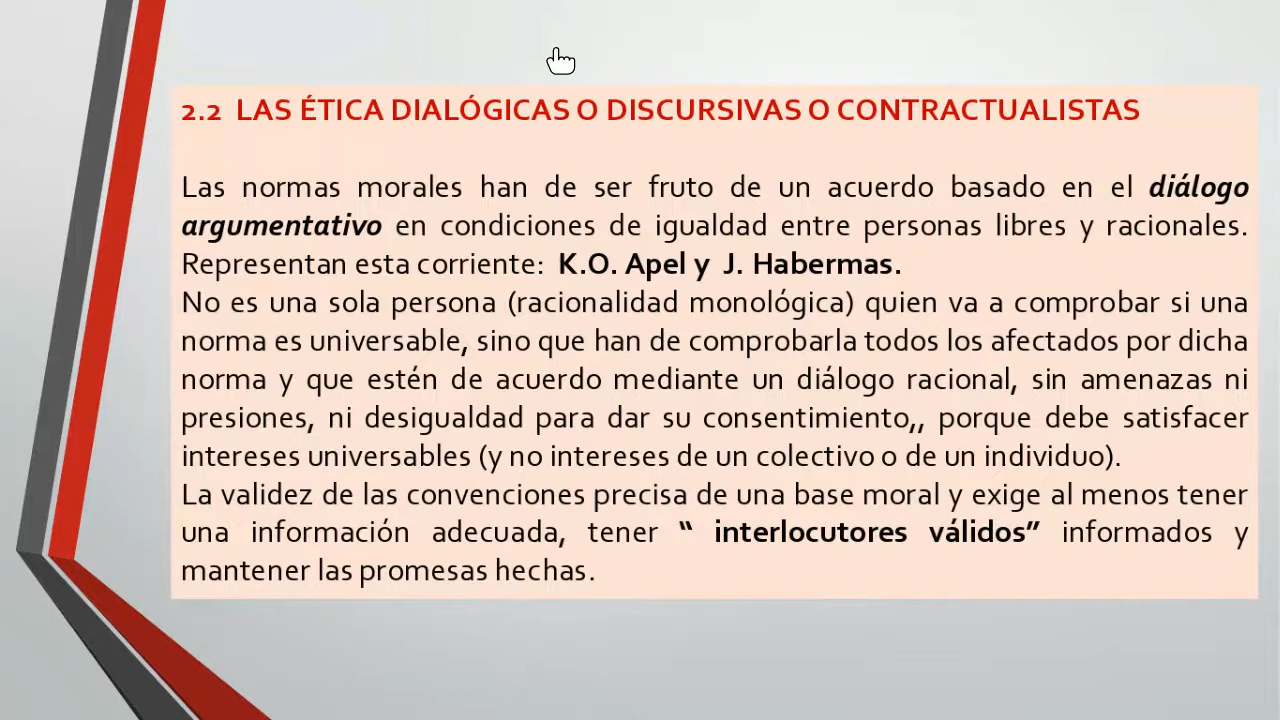 2.2 LAS ÉTICA DIALÓGICAS O DISCURSIVAS O CONTRACTUALISTAS
Las normas morales han de ser fruto de un acuerdo basado en el diálogo
argumentativo en condiciones de igualdad entre personas libres y racionales.
Representan esta corriente: K.O. Apel y J. Habermas.
No es una sola persona (racionalidad monológica) quien va a comprobar si una
norma es universable, sino que han de comprobarla todos los afectados por dicha
norma y que estén de acuerdo mediante un diálogo racional, sin amenazas ni
presiones, ni desigualdad para dar su consentimiento,, porque debe satisfacer
intereses universables (y no intereses de un colectivo o de un individuo).
La validez de las convenciones precisa de una base moral y exige al menos tener
una información adecuada, tener “ interlocutores válidos” informados y
mantener las promesas hechas.